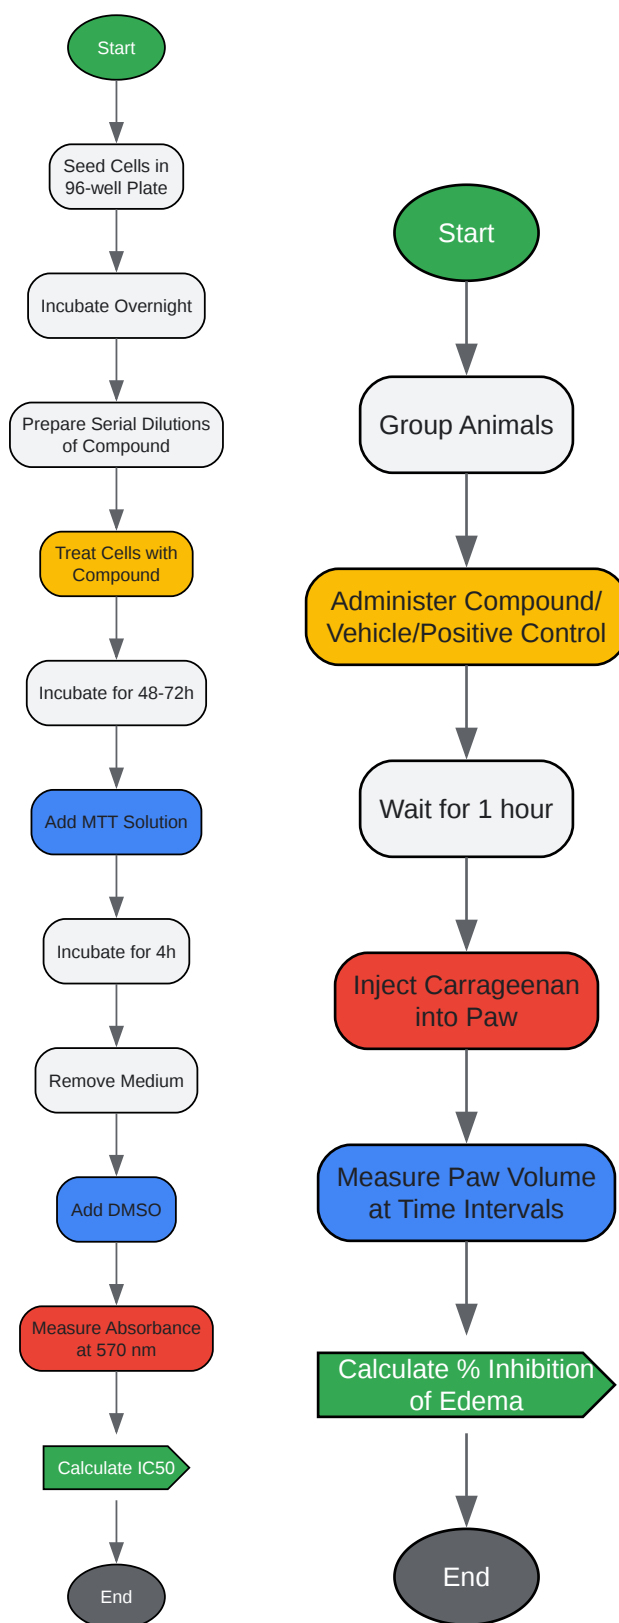 Start
Seed Cells in
96-well Plate
Incubate Overnight
Prepare Serial Dilutions
of Compound
Treat Cells with
Compound
Incubate for 48-72h
Add MTT Solution
Incubate for 4h
Remove Medium
Add DMSO
Measure Absorbance
at 570 nm
Calculate IC50
End
Start
Group Animals
Administer Compound/
Vehicle/Positive Control
Wait for 1 hour
Inject Carrageenan
into Paw
Measure Paw Volume
at Time Intervals
Calculate % Inhibition
of Edema
End